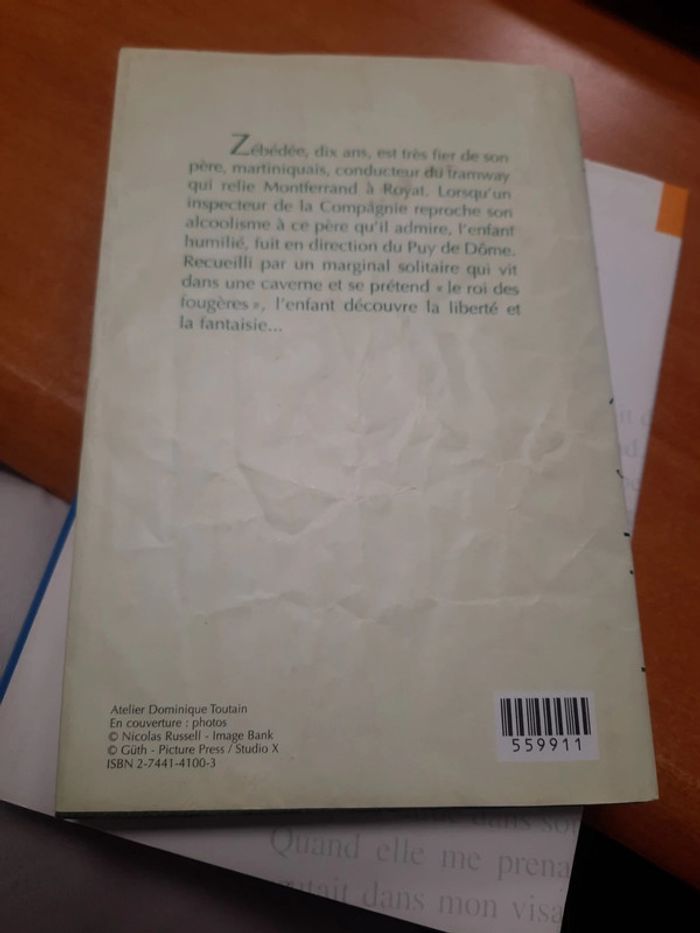 Zébédée, dix ans, est très fier de son
père, martiniquais, conducteur du Tramway
qui relie Montferrand à Royat. Lorsqu'un
inspecteur de la Compagnie reproche son
alcoolisme à ce père qu'il admire, l'enfant
humilié, fuit en direction du Puy de Dôme.
Recueilli par un marginal solitaire qui vit
dans une caverne et se prétend « le roi des
fougères », l'enfant découvre la liberté et
la fantaisie...
Atelier Dominique Toutain
En couverture : photos
© Nicolas Russell - Image Bank
© Güth - Picture Press / Studio X
ISBN 2-7441-4100-3
559911
dans
Quand elle me prena
dans mon visa